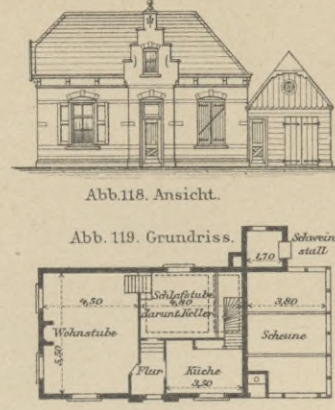 Abb.118. Ansicht.
Abb. 119. Grundriss.
Schwein
stall
1,70
4,50
Schlafstube
4,80
darunt. Keller
3,80
Wohnstube
5,50
Scheune
Flur
Küche
3,50